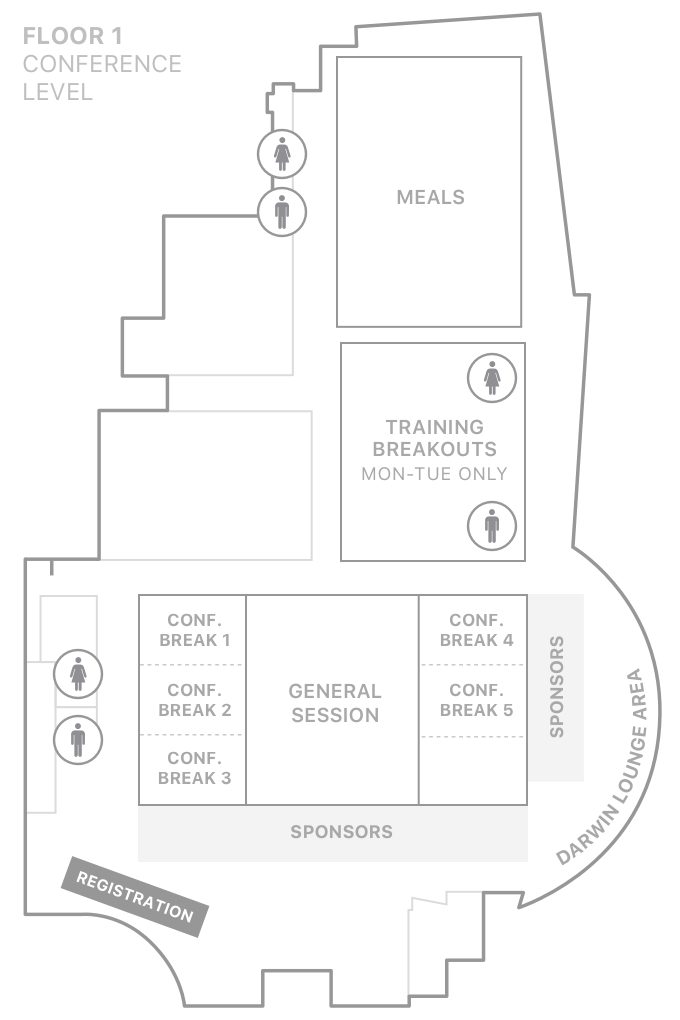 FLOOR 1
CONFERENCE
LEVEL
MEALS
TRAINING
BREAKOUTS
MON-TUE ONLY
CONF.
BREAK 1
CONF.
BREAK 2
CONF.
BREAK 3
GENERAL
SESSION
CONF.
BREAK 4
CONF.
BREAK 5
SPONSORS
DARWIN LOUNGE AREA
SPONSORS
REGISTRATION